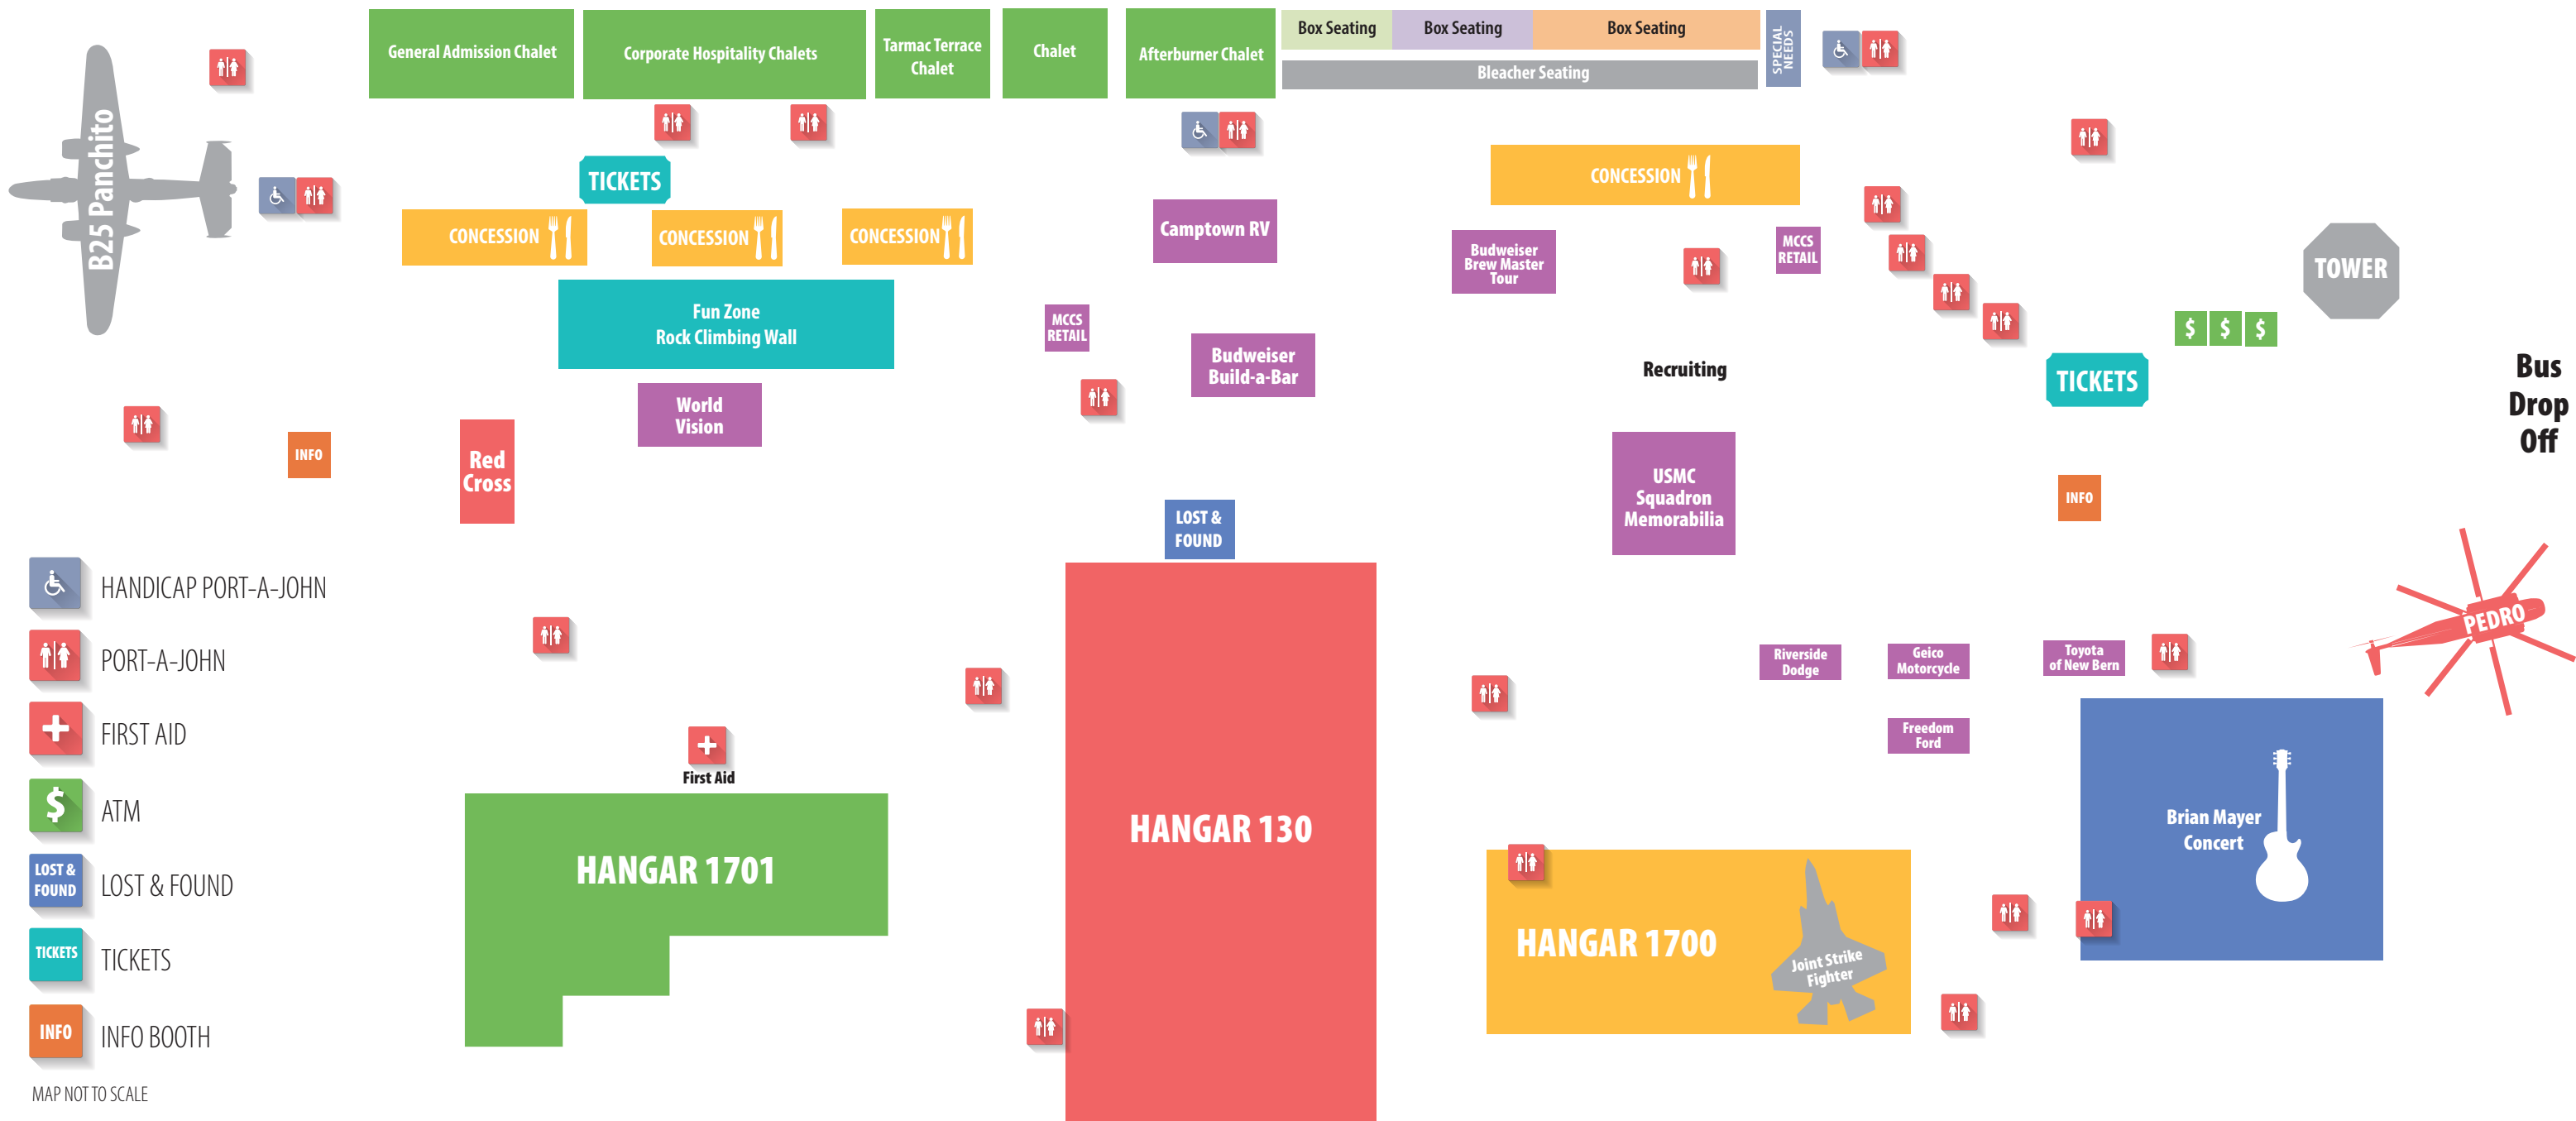 General Admission Chalet
Corporate Hospitality Chalets
Tarmac Terrace
Chalet
Chalet
Afterburner Chalet
Box Seating
Box Seating
Box Seating
Bleacher Seating
SPECIAL
NEEDS
B25 Panchito
TICKETS
CONCESSION
CONCESSION
CONCESSION
CONCESSION
Camptown RV
Budweiser
Brew Master
Tour
MCCS
RETAIL
TOWER
Fun Zone
Rock Climbing Wall
MCCS
RETAIL
Budweiser
Build-a-Bar
Recruiting
$
$
$
TICKETS
Bus
Drop
Off
World
Vision
INFO
Red
Cross
USMC
Squadron
Memorabilia
INFO
LOST &
FOUND
PEDRO
Riverside
Dodge
Geico
Motorcycle
Toyota
of New Bern
Freedom
Ford
First Aid
HANGAR 1701
HANGAR 130
HANGAR 1700
Joint Strike
Fighter
Brian Mayer
Concert
HANDICAP PORT-A-JOHN
PORT-A-JOHN
FIRST AID
$
ATM
LOST &
FOUND
LOST & FOUND
TICKETS
TICKETS
INFO
INFO BOOTH
MAP NOT TO SCALE